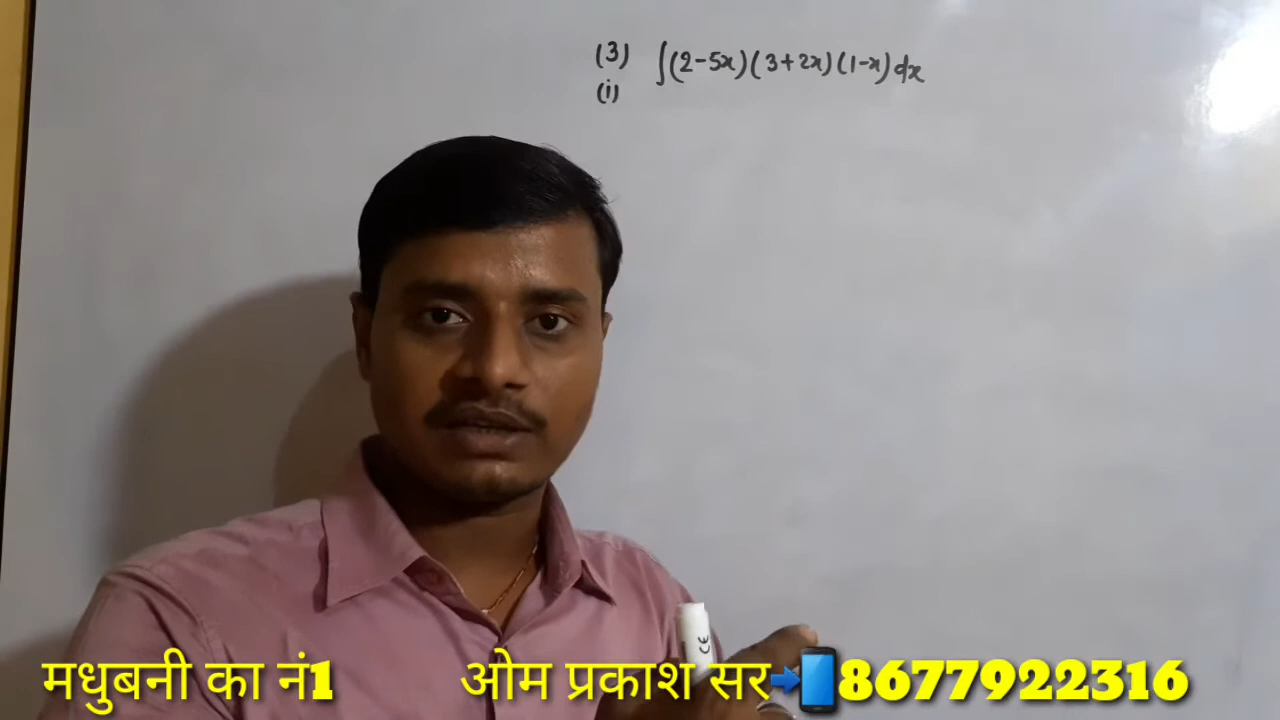 (3) ∫(2-5x)(3+2x)(1-x)dx
(i)
मधुबनी का नं1 ओम प्रकाश सर 8677922316